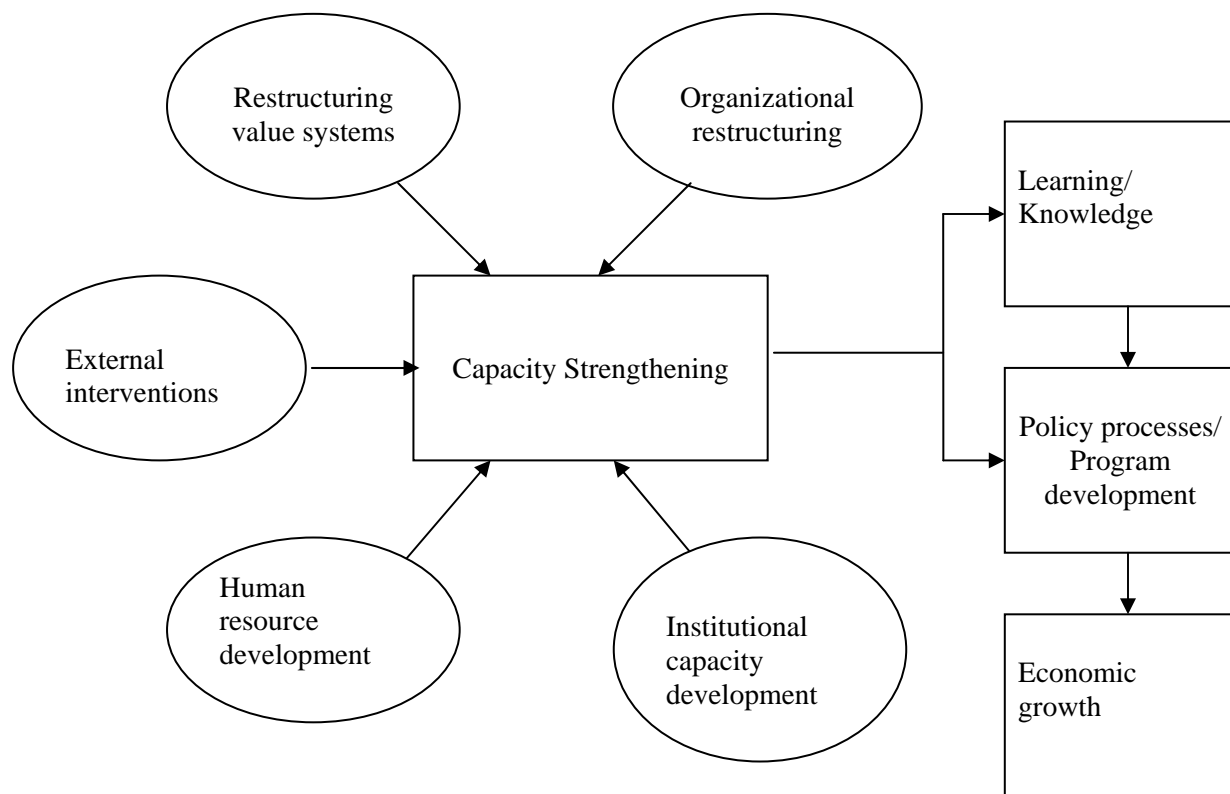 Restructuring
value systems
Organizational
restructuring
Learning/
Knowledge
External
interventions
Capacity Strengthening
Policy processes/
Program
development
Human
resource
development
Institutional
capacity
development
Economic
growth